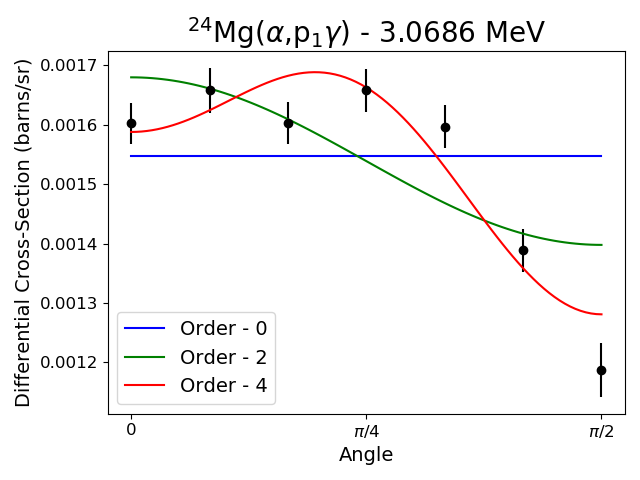 ²⁴Mg(α,p₁γ) - 3.0686 MeV
Differential Cross-Section (barns/sr)
0.0017
0.0016
0.0015
0.0014
0.0013
0.0012
Order - 0
Order - 2
Order - 4
0 π/4 π/2
Angle